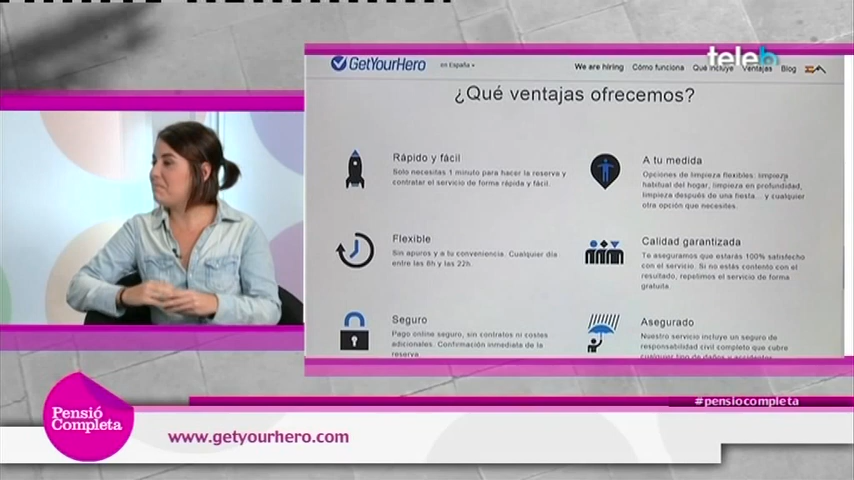 teleb
GetYourHero
en España
We are hiring
Cómo funciona
Qué incluye
Ventajas
Blog
¿Qué ventajas ofrecemos?
Rápido y fácil
Solo necesitas 1 minuto para hacer la reserva y
contratar el servicio de forma rápida y fácil.
A tu medida
Opciones de limpieza flexibles: limpieza
habitual del hogar, limpieza en profundidad,
limpieza después de una fiesta... y cualquier
otra opción que necesites.
Flexible
Sin apuros y a tu conveniencia. Cualquier día
entre las 6h y las 22h.
Calidad garantizada
Te aseguramos que estarás 100% satisfecho
con el servicio. Si no estás contento con el
resultado, repetimos el servicio de forma
gratuita.
Seguro
Pago online seguro, sin contratos ni costes
adicionales. Confirmación inmediata de la
reserva
Asegurado
Nuestro servicio incluye un seguro de
responsabilidad civil completo que cubre
cualquier tipo de daños y accidentes
#pensiocompleta
Pensió
Completa
www.getyourhero.com